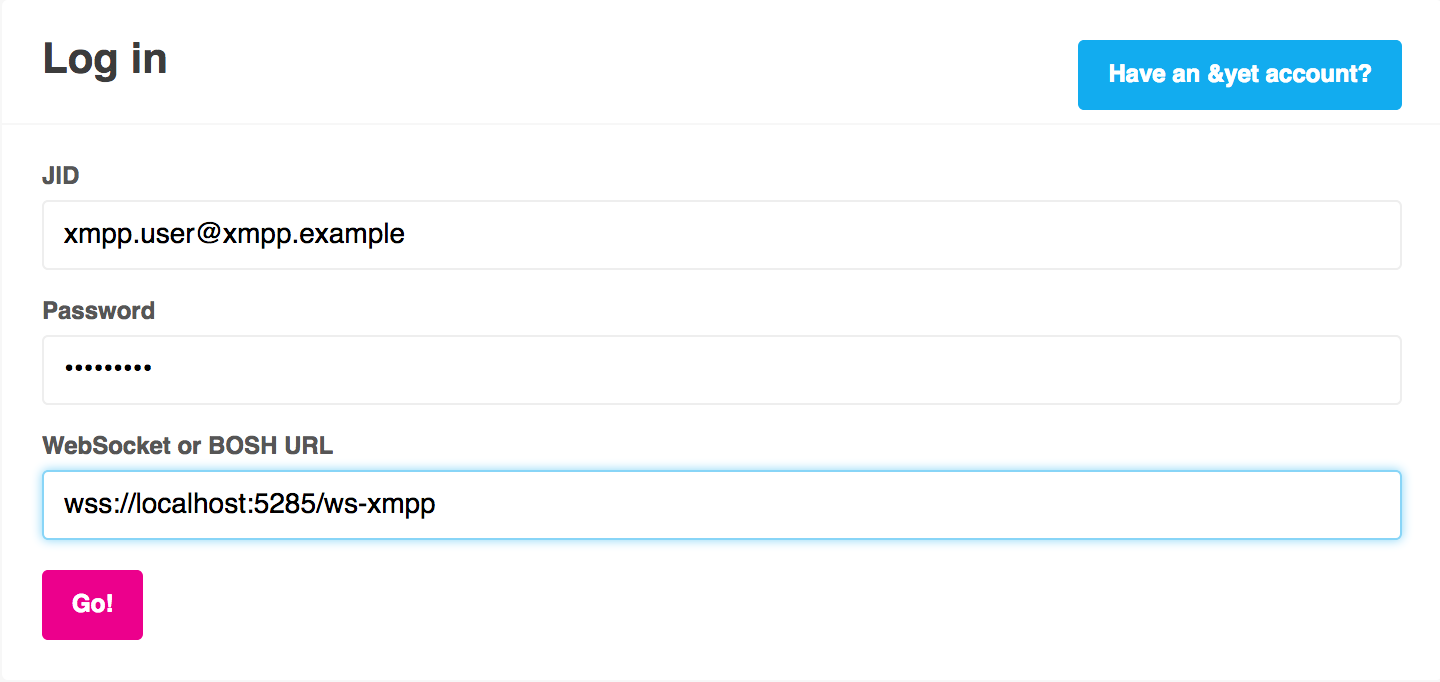 Log in
Have an &yet account?
JID
xmpp.user@xmpp.example
Password
•••••••••
WebSocket or BOSH URL
wss://localhost:5285/ws-xmpp
Go!